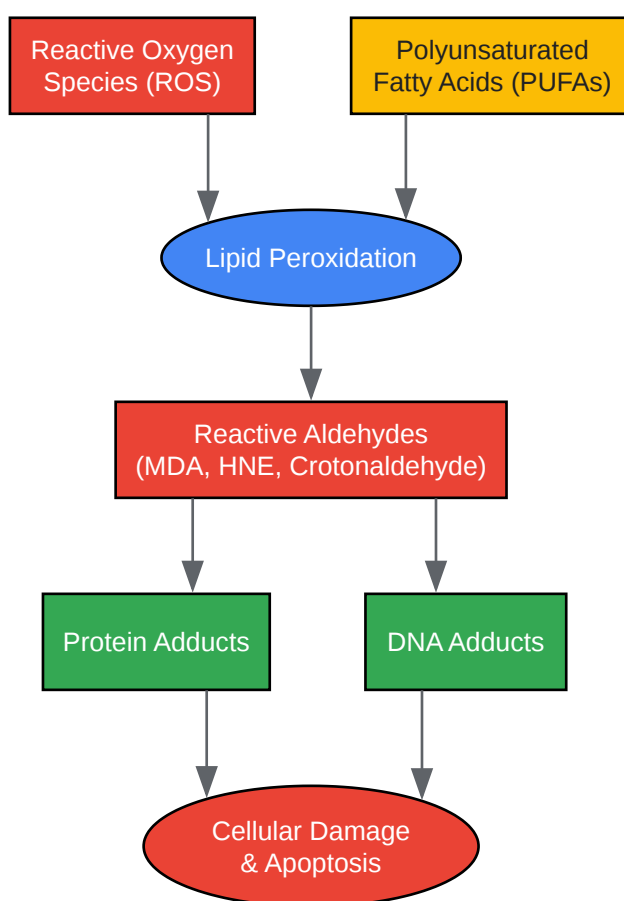 Reactive Oxygen
Species (ROS)
Polyunsaturated
Fatty Acids (PUFAs)
Lipid Peroxidation
Reactive Aldehydes
(MDA, HNE, Crotonaldehyde)
Protein Adducts
DNA Adducts
Cellular Damage
& Apoptosis